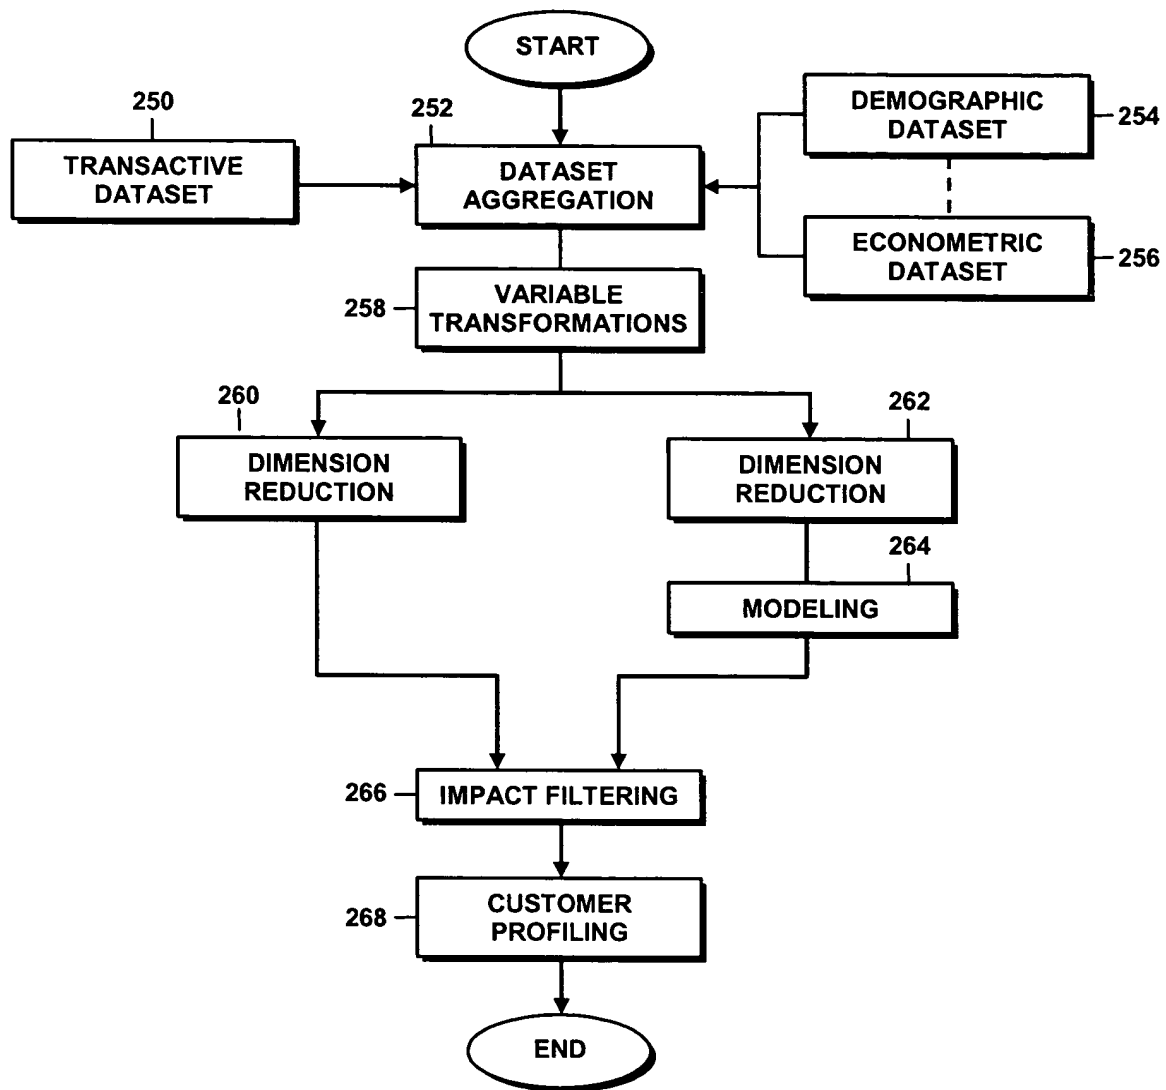 START
250
252
TRANSACTIVE
DATASET
DATASET
AGGREGATION
DEMOGRAPHIC
DATASET
254
ECONOMETRIC
DATASET
256
258
VARIABLE
TRANSFORMATIONS
260
262
DIMENSION
REDUCTION
DIMENSION
REDUCTION
264
MODELING
266
IMPACT FILTERING
268
CUSTOMER
PROFILING
END